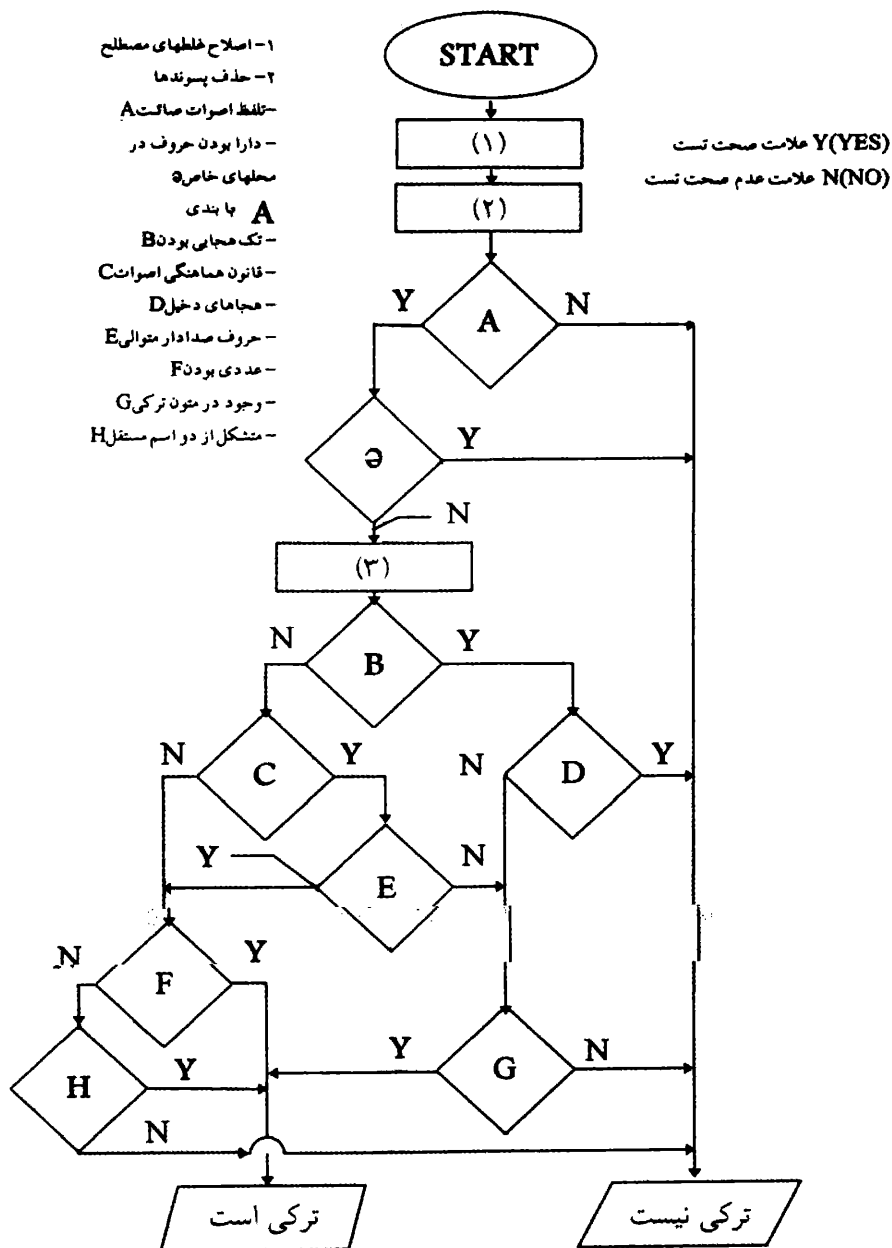 ۱- اصلاح غلطهای مصطلح
۲- حذف پسوندها
-تلفظ اصوات صائتA
- دارا بودن حروف در
محلهای خاصə
پا بندی A
- تک هجایی بودنB
- قانون هماهنگی اصواتC
- هجاهای دخیلD
- حروف صدادار متوالیE
- عددی بودنF
- وجود در متون ترکیG
- متشکل از دو اسم مستقلH
Y(YES) علامت صحت تست
N(NO) علامت عدم صحت تست
START
(۱)
(۲)
Y
A
N
ə
Y
N
(۳)
N
B
Y
N
C
Y
N
D
Y
Y
E
N
N
F
Y
H
Y
N
Y
G
N
ترکی است
ترکی نیست